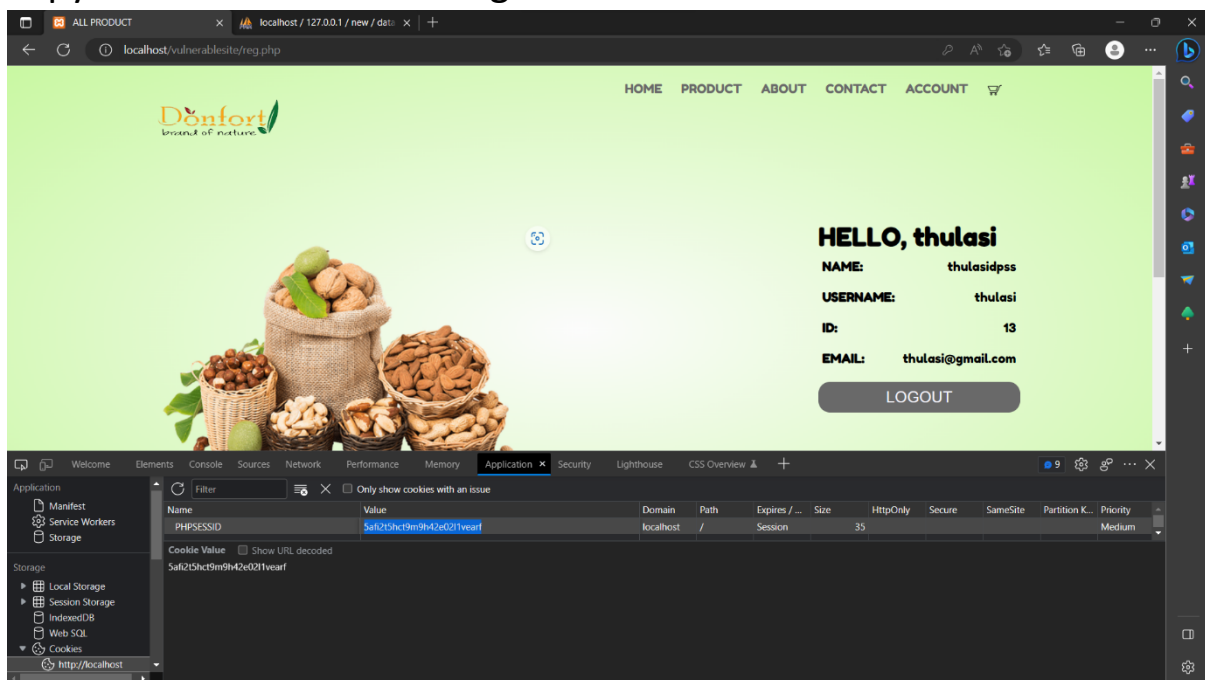 ALL PRODUCT
localhost / 127.0.0.1 / new / data
localhost/vulnerablesite/reg.php
HOME PRODUCT ABOUT CONTACT ACCOUNT
Donfort
brand of nature
HELLO, thulasi
NAME: thulasidpss
USERNAME: thulasi
ID: 13
EMAIL: thulasi@gmail.com
LOGOUT
Welcome Elements Console Sources Network Performance Memory Application Security Lighthouse CSS Overview 9
Application
Manifest
Service Workers
Storage
Storage
Local Storage
Session Storage
IndexedDB
Web SQL
Cookies
http://localhost
Filter Only show cookies with an issue
Name Value Domain Path Expires / ... Size HttpOnly Secure SameSite Partition K... Priority
PHPSESSID localhost / Session 35 Medium
Cookie Value Show URL decoded